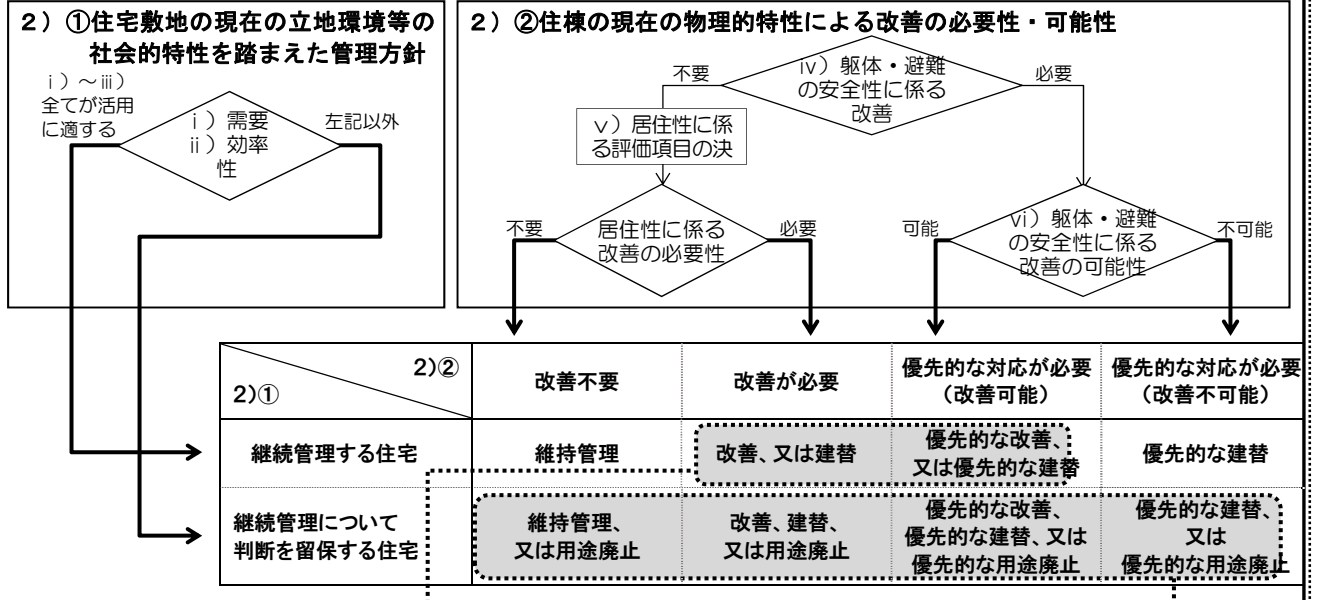 2）①住宅敷地の現在の立地環境等の
社会的特性を踏まえた管理方針
ⅰ）～ⅲ）
全てが活用
に適する
ⅰ）需要
ⅱ）効率
性
左記以外
2）②住棟の現在の物理的特性による改善の必要性・可能性
不要
ⅳ）躯体・避難
の安全性に係る
改善
必要
ⅴ）居住性に係
る評価項目の決
不要
居住性に係る
改善の必要性
必要
可能
ⅵ）躯体・避難
の安全性に係る
改善の可能性
不可能
2)②
2)①
改善不要
改善が必要
優先的な対応が必要
（改善可能）
優先的な対応が必要
（改善不可能）
継続管理する住宅
維持管理
改善、又は建替
優先的な改善、
又は優先的な建替
優先的な建替
継続管理について
判断を留保する住宅
維持管理、
又は用途廃止
改善、建替、
又は用途廃止
優先的な改善、
優先的な建替、又は
優先的な用途廃止
優先的な建替、
又は
優先的な用途廃止